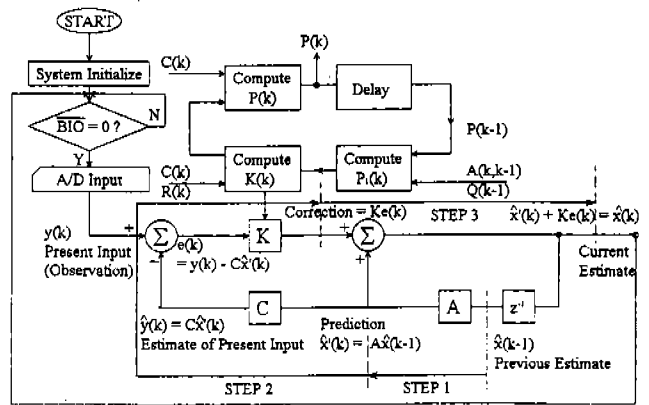 START
System Initialize
BIO = 0 ?
N
Y
A/D Input
C(k)
P(k)
Compute
P(k)
Delay
P(k-1)
C(k)
R(k)
Compute
K(k)
Compute
P₁(k)
A(k,k-1)
Q(k-1)
Correction = Ke(k)
STEP 3
x̂'(k) + Ke(k) = x̂(k)
y(k)
Present Input
(Observation)
+
Σ
−
e(k)
= y(k) - Cx̂'(k)
K
+
Σ
+
Current
Estimate
C
A
z⁻¹
ŷ(k) = Cx̂'(k)
Estimate of Present Input
Prediction
x̂'(k) = Ax̂(k-1)
x̂(k-1)
Previous Estimate
STEP 2
STEP 1